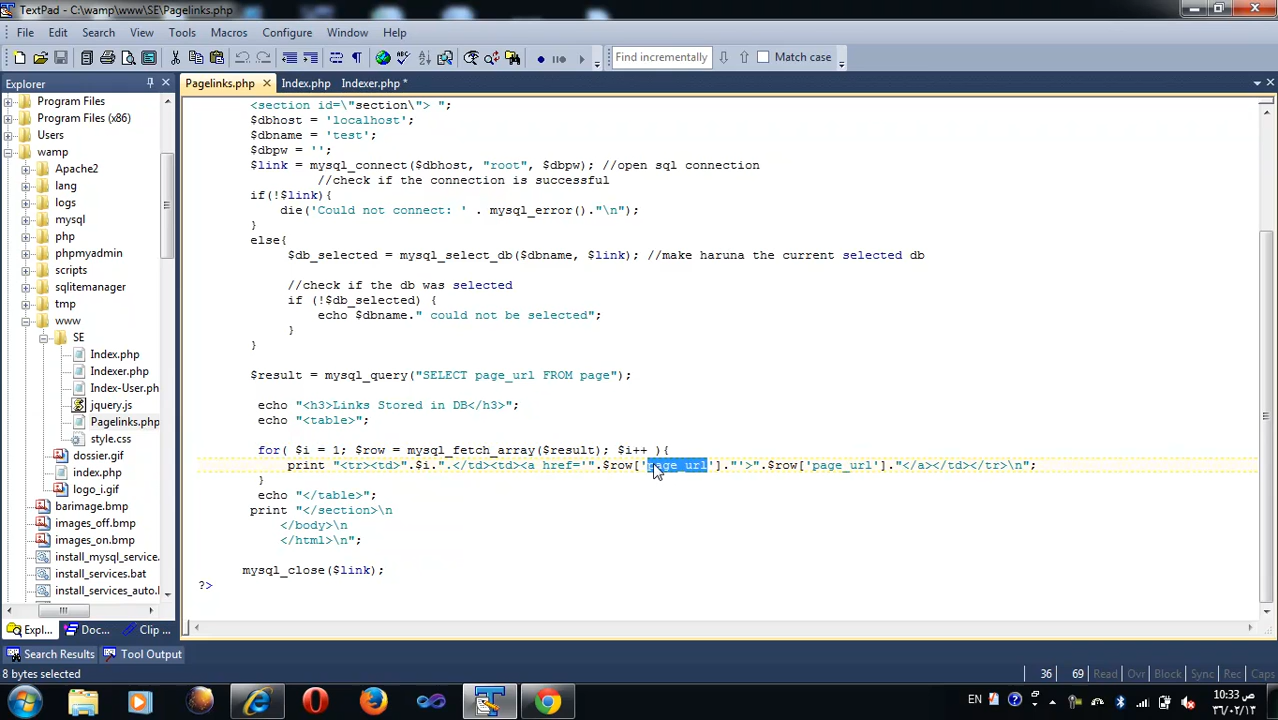 TextPad - C:\wamp\www\SE\Pagelinks.php
File Edit Search View Tools Macros Configure Window Help
Find incrementally Match case
Explorer
Pagelinks.php Index.php Indexer.php *
Program Files
Program Files (x86)
Users
wamp
Apache2
lang
logs
mysql
php
phpmyadmin
scripts
sqlitemanager
tmp
www
SE
Index.php
Indexer.php
Index-User.ph
jquery.js
Pagelinks.php
style.css
dossier.gif
index.php
logo_i.gif
barimage.bmp
images_off.bmp
images_on.bmp
install_mysql_service.
install_services.bat
install_services_auto.b
<section id=\"section\"> ";
$dbhost = 'localhost';
$dbname = 'test';
$dbpw = '';
$link = mysql_connect($dbhost, "root", $dbpw); //open sql connection
//check if the connection is successful
if(!$link){
die('Could not connect: ' . mysql_error()."\n");
}
else{
$db_selected = mysql_select_db($dbname, $link); //make haruna the current selected db
//check if the db was selected
if (!$db_selected) {
echo $dbname." could not be selected";
}
}
$result = mysql_query("SELECT page_url FROM page");
echo "<h3>Links Stored in DB</h3>";
echo "<table>";
for( $i = 1; $row = mysql_fetch_array($result); $i++ ){
print "<tr><td>".$i.".</td><td><a href='".$row['page_url']."'>".$row['page_url']."</a></td></tr>\n";
}
echo "</table>";
print "</section>\n
</body>\n
</html>\n";
mysql_close($link);
?>
Expl... Doc... Clip ...
Search Results Tool Output
8 bytes selected 36 69 Read Ovr Block Sync Rec Caps
EN 10:33 ص
٣٦/٠٢/١٣